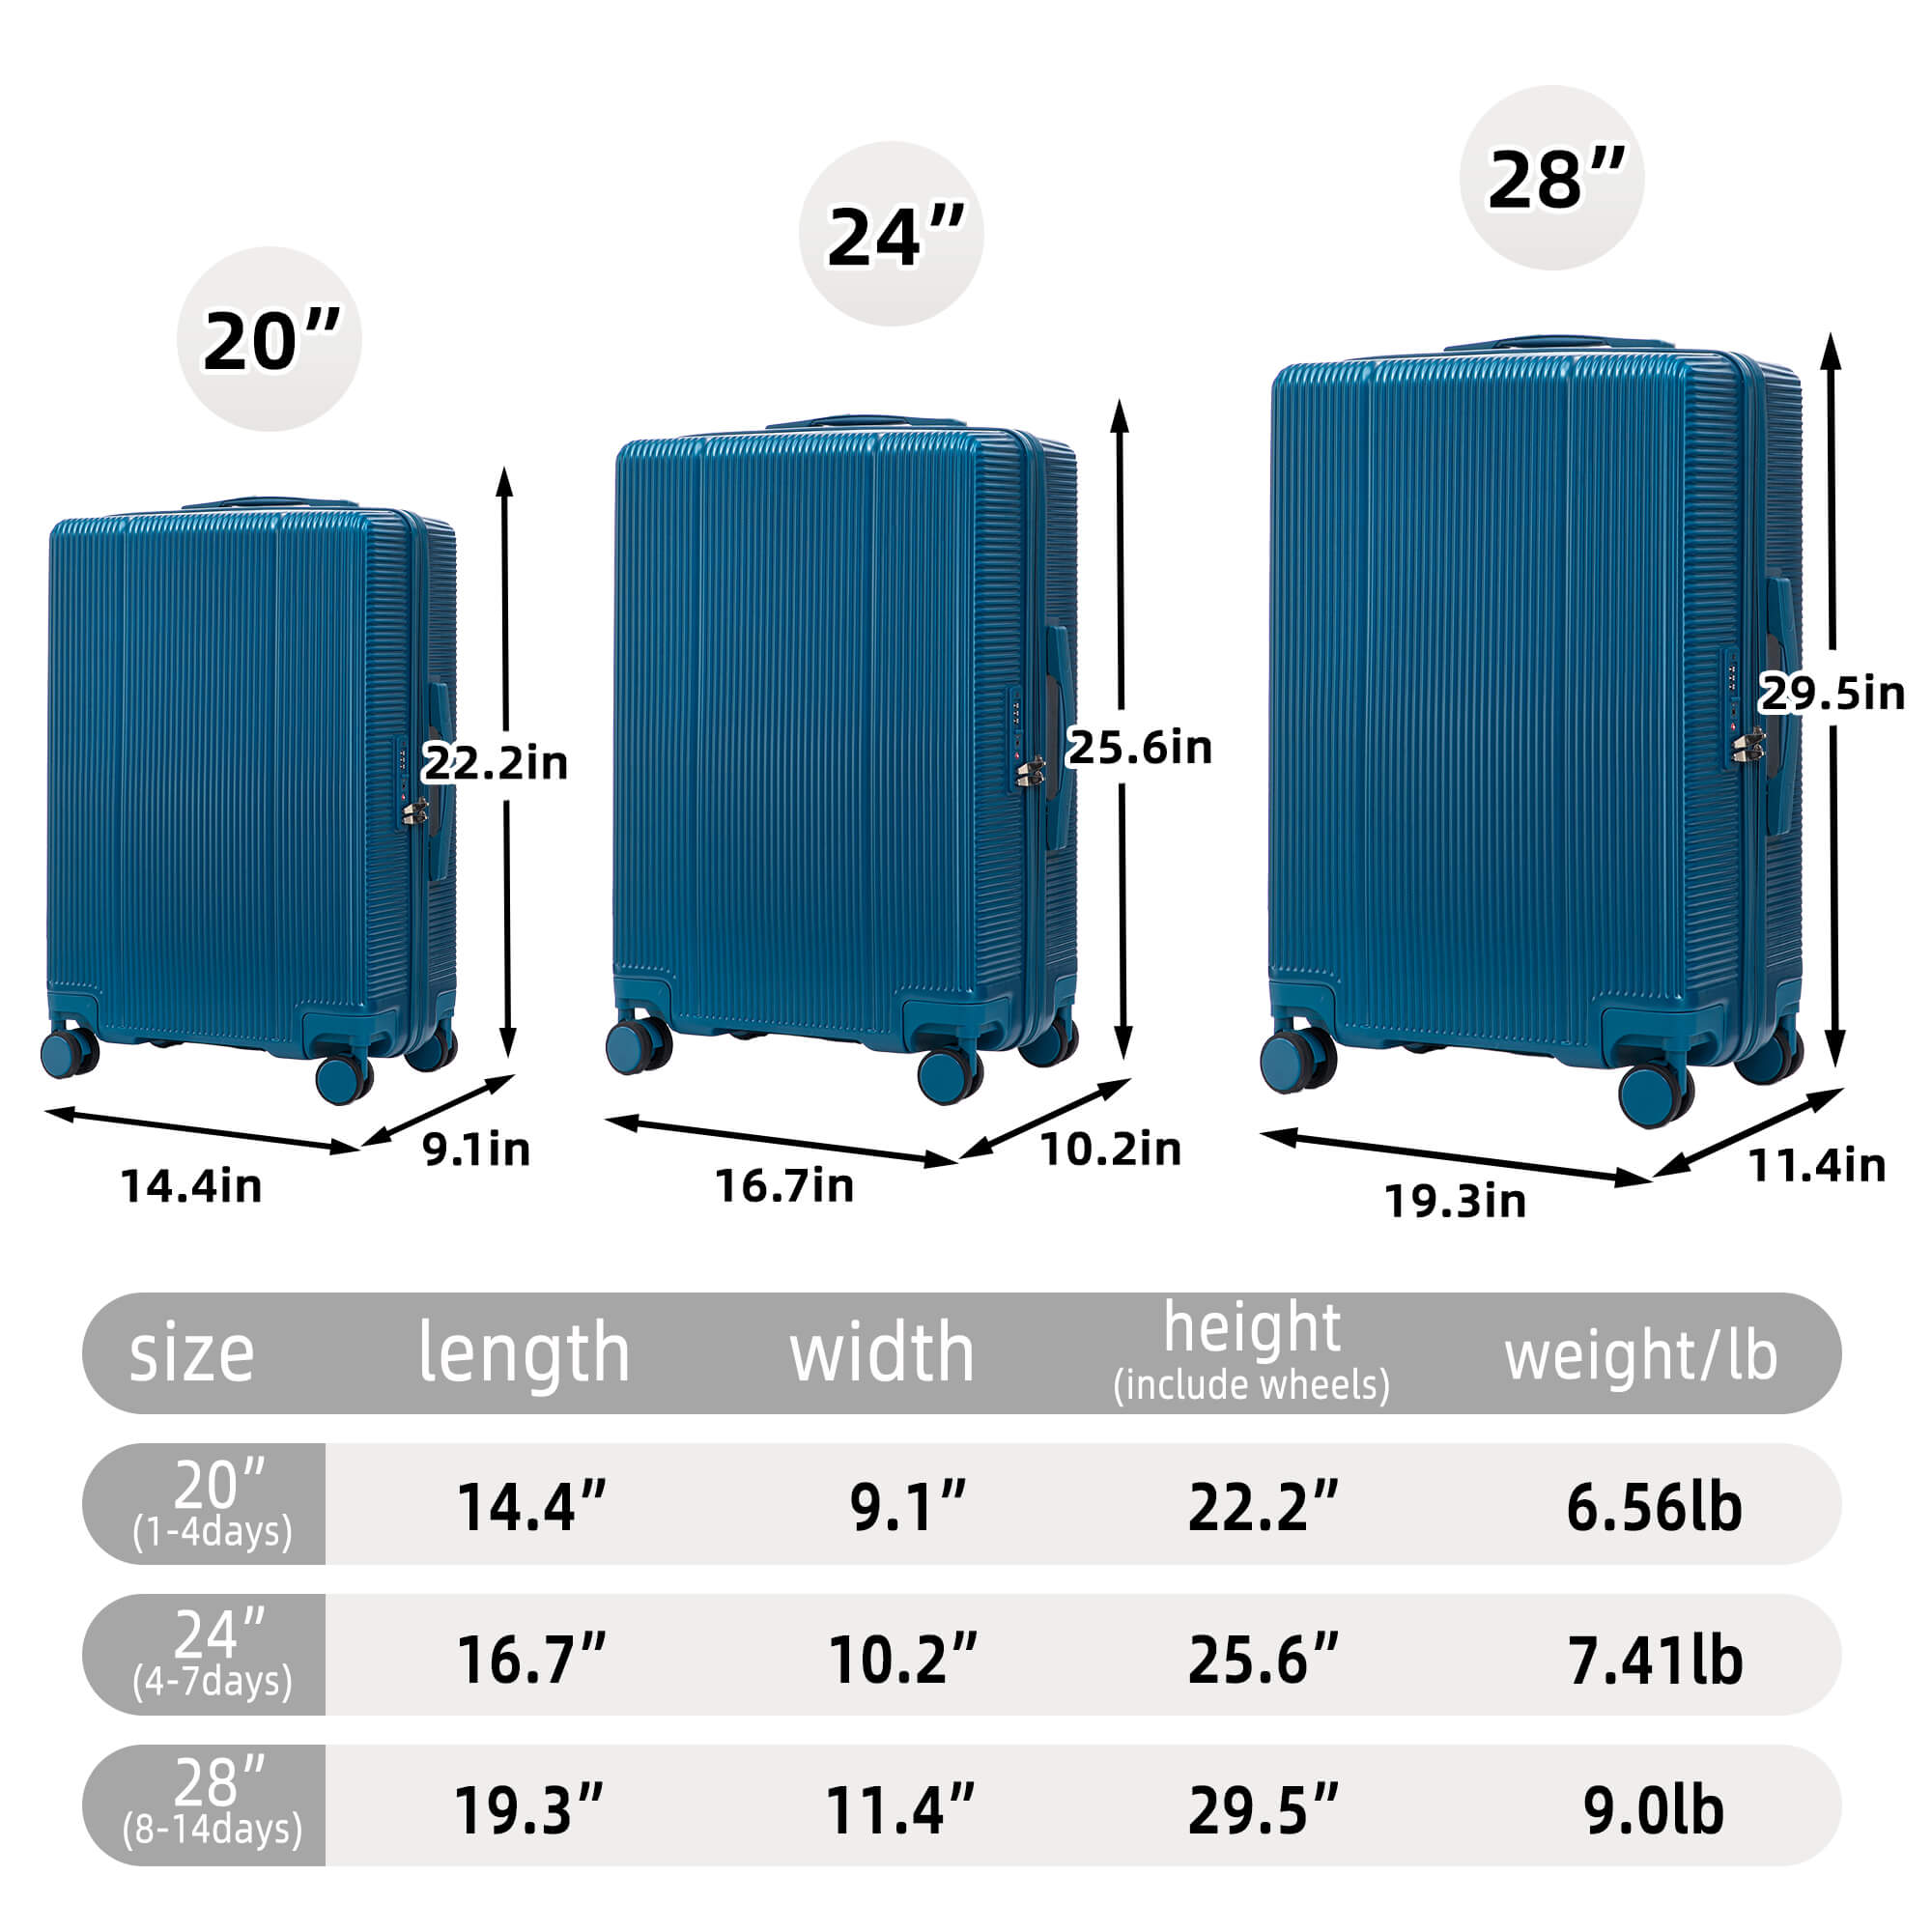 20”
24”
28”
22.2in
25.6in
29.5in
14.4in
9.1in
16.7in
10.2in
19.3in
11.4in
size length width height weight/lb
(include wheels)
20” 14.4” 9.1” 22.2” 6.56lb
(1-4days)
24” 16.7” 10.2” 25.6” 7.41lb
(4-7days)
28” 19.3” 11.4” 29.5” 9.0lb
(8-14days)